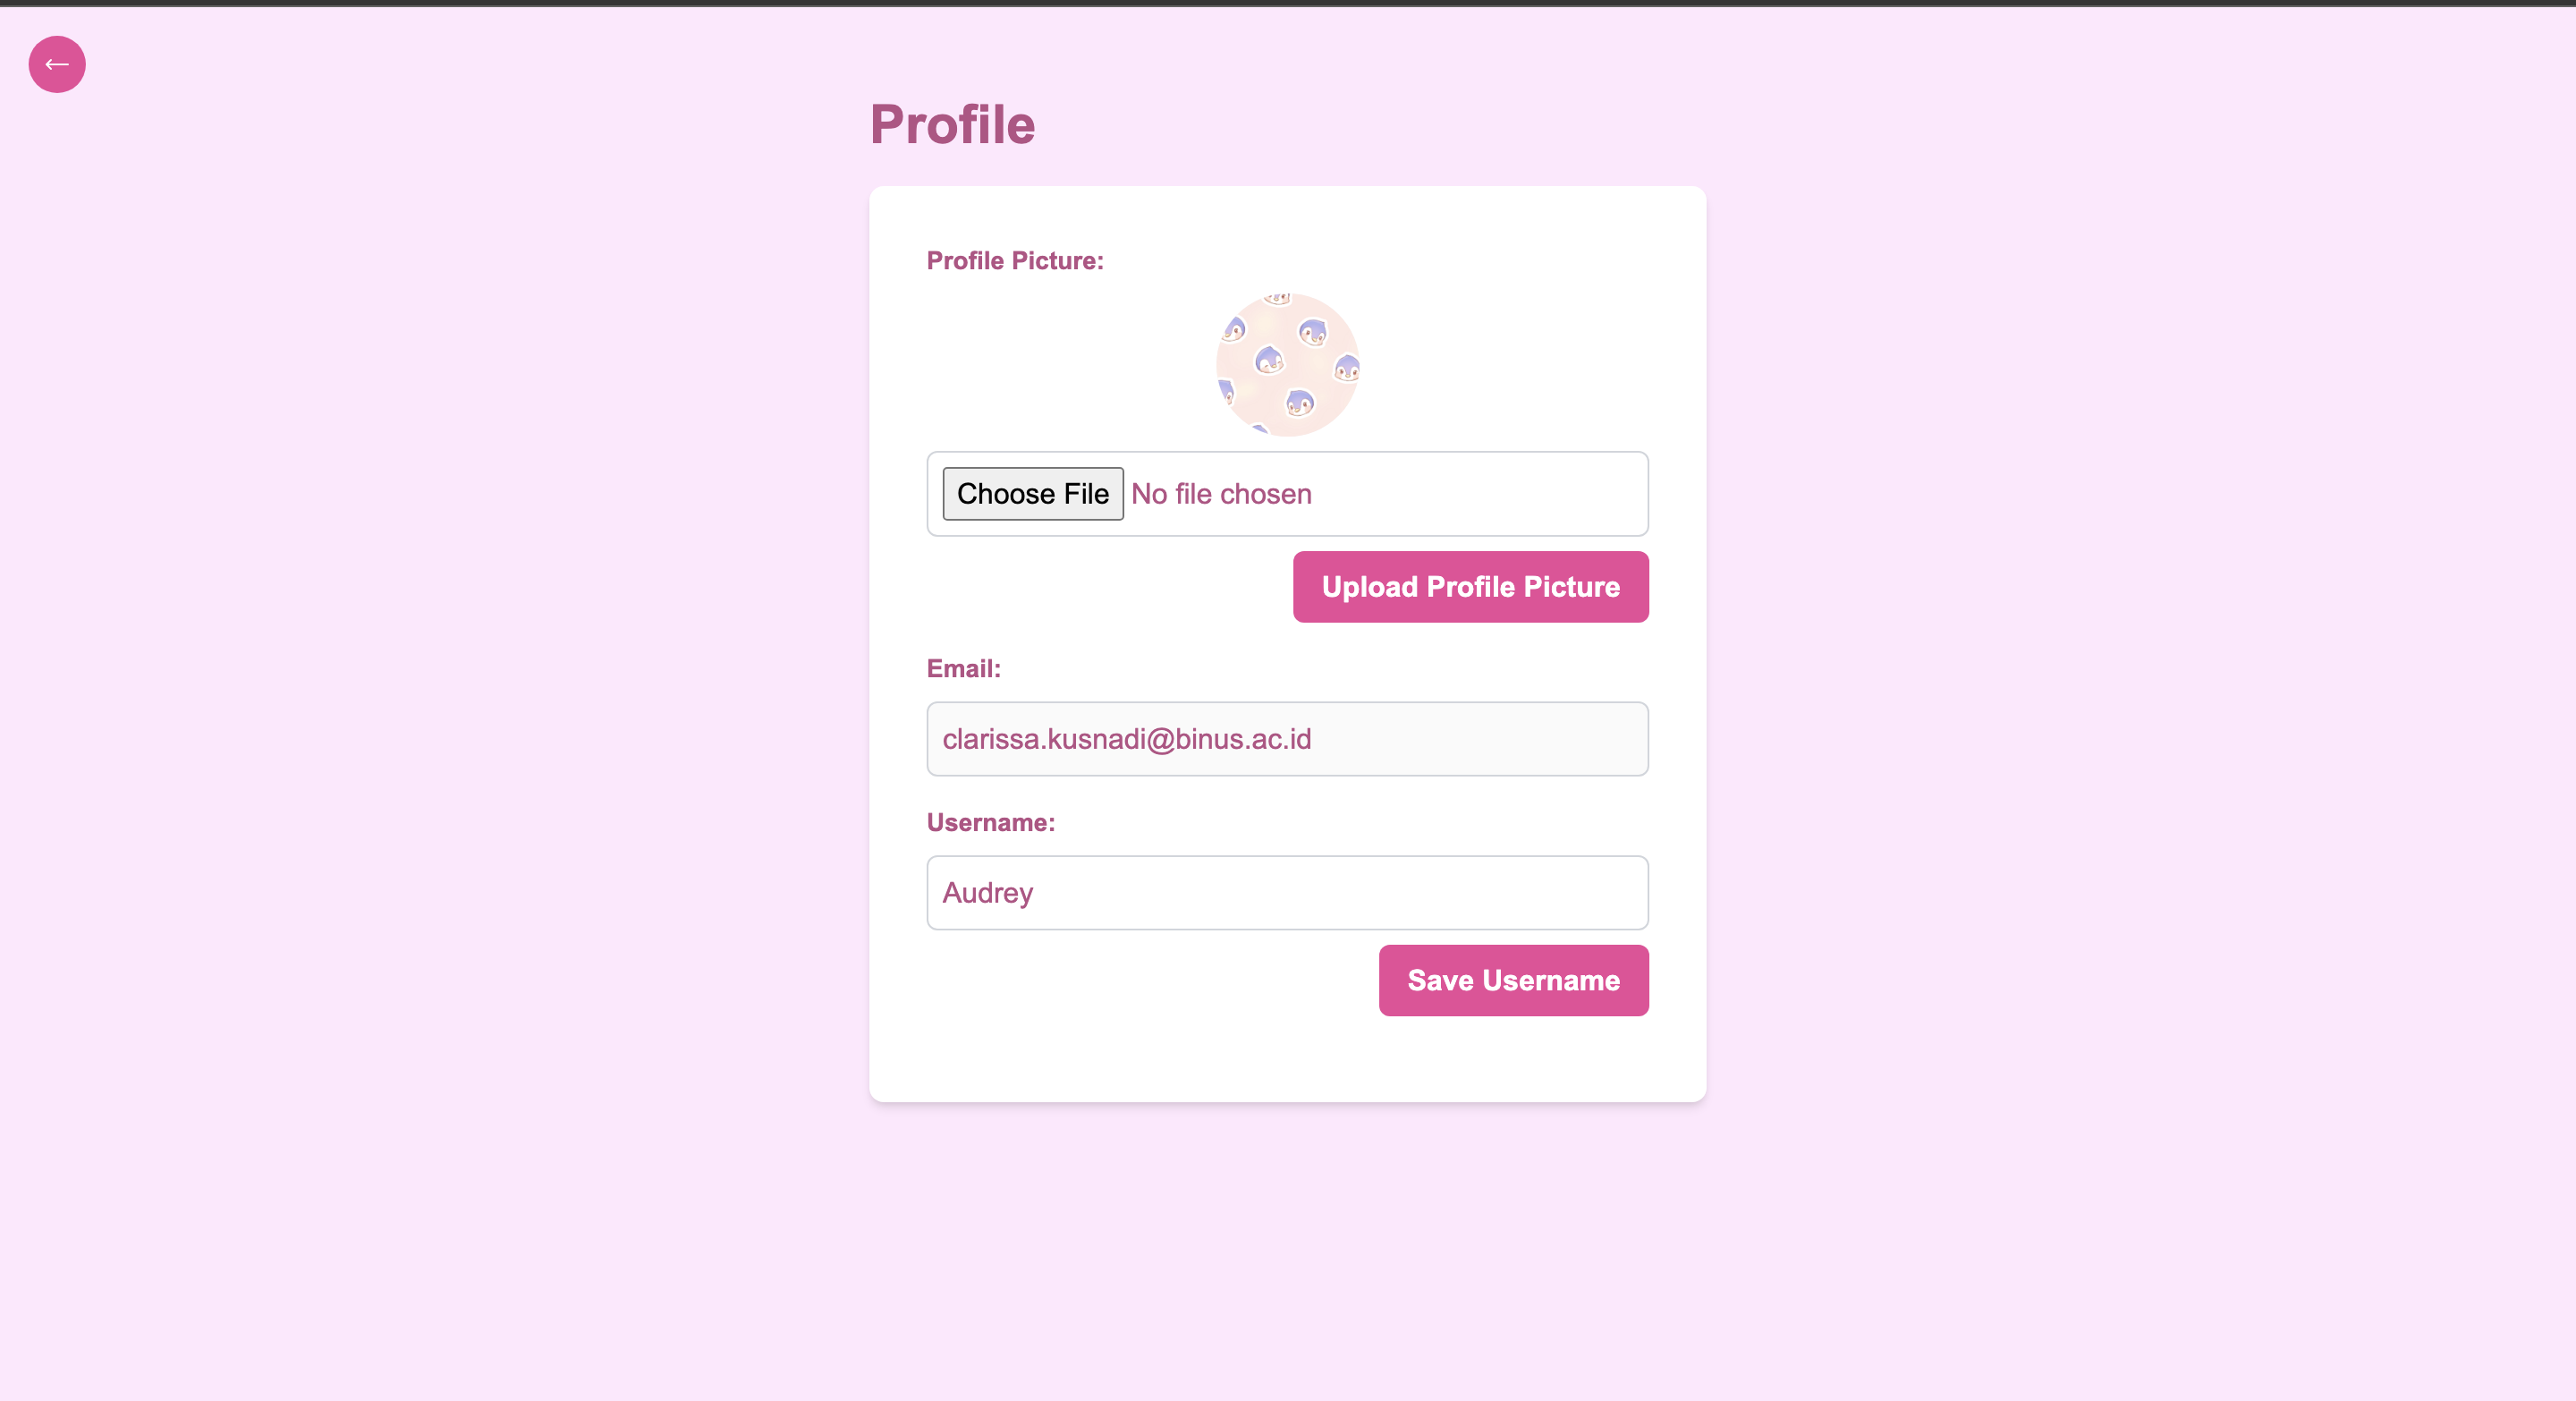 Profile
Profile Picture:
Choose File No file chosen
Upload Profile Picture
Email:
clarissa.kusnadi@binus.ac.id
Username:
Audrey
Save Username